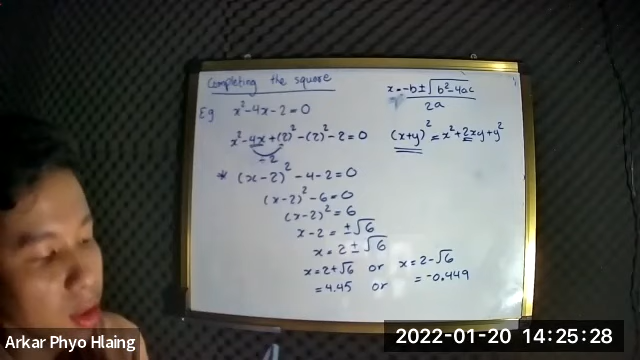 Completing the square
x = -b ± √b²-4ac
2a
Eg x²-4x-2=0
x²-4x+(2)²-(2)²-2=0
÷2
(x+y)² = x²+2xy+y²
* (x-2)²-4-2=0
(x-2)²-6=0
(x-2)²=6
x-2=±√6
x=2±√6
x=2+√6 or x=2-√6
=4.45 or =-0.449
Arkar Phyo Hlaing
2022-01-20 14:25:28